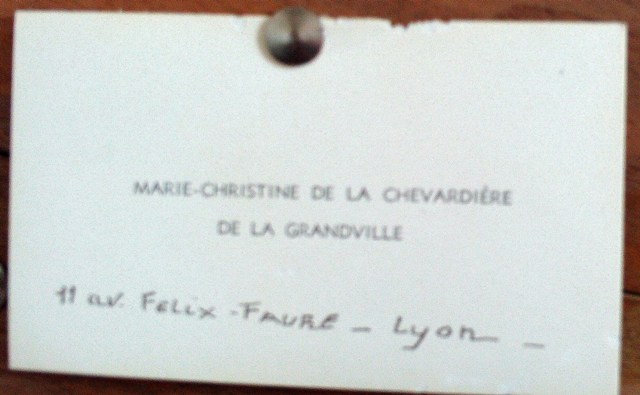 MARIE-CHRISTINE DE LA CHEVARDIÈRE
DE LA GRANDVILLE
11 av. FELIX-FAURE – Lyon –